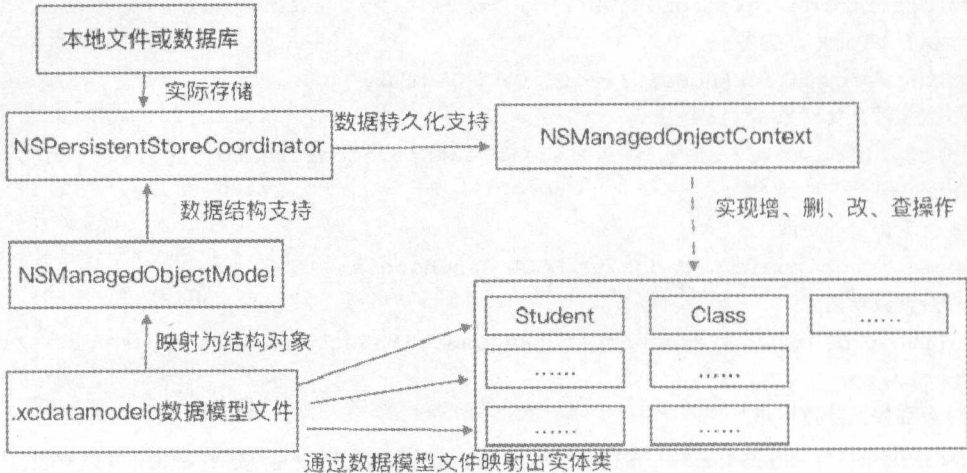 本地文件或数据库
实际存储
NSPersistentStoreCoordinator
数据持久化支持
NSManagedOnjectContext
数据结构支持
实现增、删、改、查操作
NSManagedObjectModel
映射为结构对象
.xcdatamodeld数据模型文件
Student
Class
......
......
......
......
......
通过数据模型文件映射出实体类